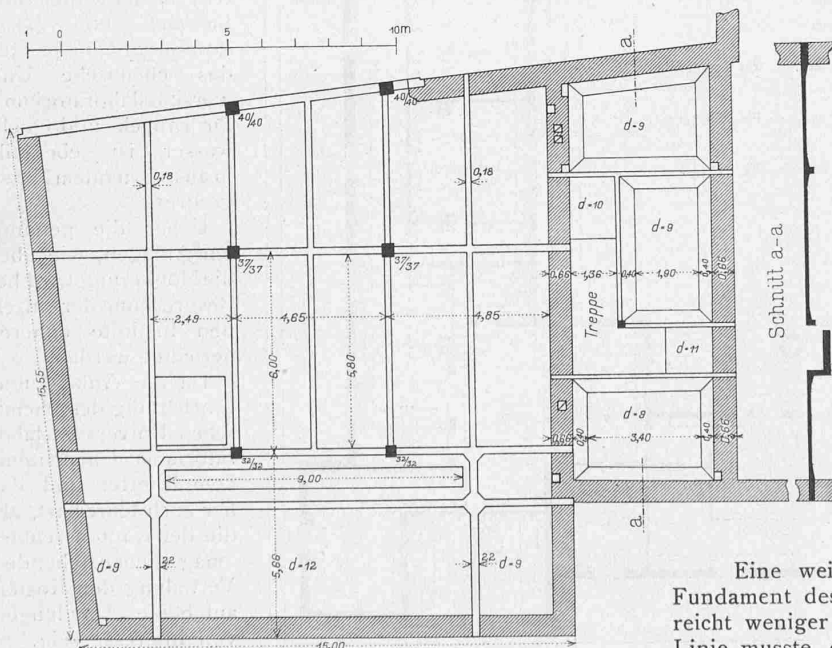 1 0 5 10m
40/40
40/40
0,18
0,18
d=9
d=10
d=9
37/37
37/37
0,66 1,36 0,40 1,90 0,40 0,66
2,49 4,65 4,85
6,00
5,80
Treppe
d=11
Schnitt a-a
15,55
d=8
0,66 0,40 3,40 0,40 0,66
32/32
32/32
9,00
a
a
d=9 22 d=12 22 d=9
5,66
15,00
Eine wei
Fundament des
reicht weniger
Linie musste